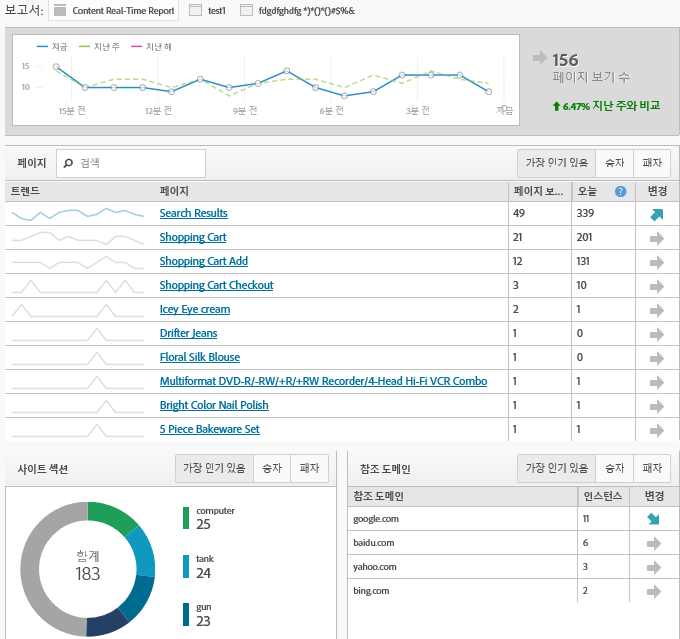 보고서: Content Real-Time Report test1 fdgdfghdfg *)*()*()#$%&
지금 지난 주 지난 해
15
10
15분 전 12분 전 9분 전 6분 전 3분 전 지금
156
페이지 보기 수
6.47% 지난 주와 비교
페이지 검색 가장 인기 있음 승자 패자
트렌드 페이지 페이지 보... 오늘 ? 변경
Search Results 49 339
Shopping Cart 21 201
Shopping Cart Add 12 131
Shopping Cart Checkout 3 10
Icey Eye cream 2 1
Drifter Jeans 1 0
Floral Silk Blouse 1 0
Multiformat DVD-R/-RW/+R/+RW Recorder/4-Head Hi-Fi VCR Combo 1 1
Bright Color Nail Polish 1 1
5 Piece Bakeware Set 1 1
사이트 섹션 가장 인기 있음 승자 패자
합계
183
computer
25
tank
24
gun
23
참조 도메인 가장 인기 있음 승자 패자
참조 도메인 인스턴스 변경
google.com 11
baidu.com 6
yahoo.com 3
bing.com 2